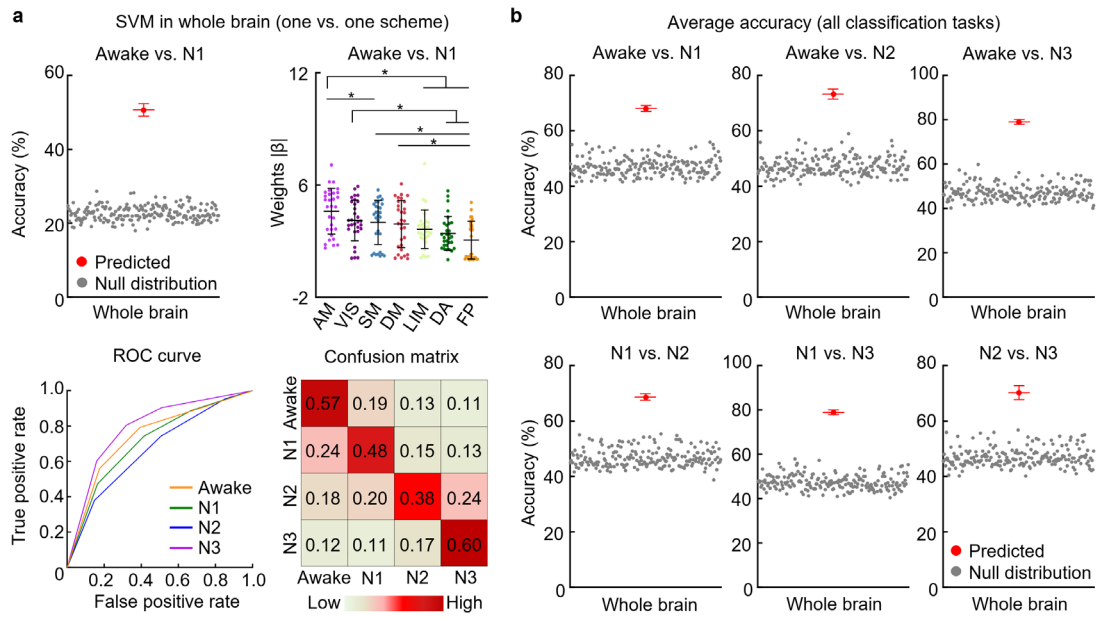 a
SVM in whole brain (one vs. one scheme)
Awake vs. N1
60
40
20
0
Accuracy (%)
Predicted
Null distribution
Whole brain
Awake vs. N1
12
6
-2
Weights |β|
*
*
*
*
*
AM
VIS
SM
DM
LIM
DA
FP
ROC curve
1.0
0.8
0.6
0.4
0.2
0
True positive rate
Awake
N1
N2
N3
0.2 0.4 0.6 0.8 1.0
False positive rate
Confusion matrix
Awake 0.57 0.19 0.13 0.11
N1 0.24 0.48 0.15 0.13
N2 0.18 0.20 0.38 0.24
N3 0.12 0.11 0.17 0.60
Awake N1 N2 N3
Low High
b
Average accuracy (all classification tasks)
Awake vs. N1
80
60
40
20
0
Accuracy (%)
Whole brain
Awake vs. N2
80
60
40
20
0
Whole brain
Awake vs. N3
100
80
60
40
20
0
Whole brain
N1 vs. N2
80
60
40
20
0
Accuracy (%)
Whole brain
N1 vs. N3
100
80
60
40
20
0
Whole brain
N2 vs. N3
80
60
40
20
0
Predicted
Null distribution
Whole brain